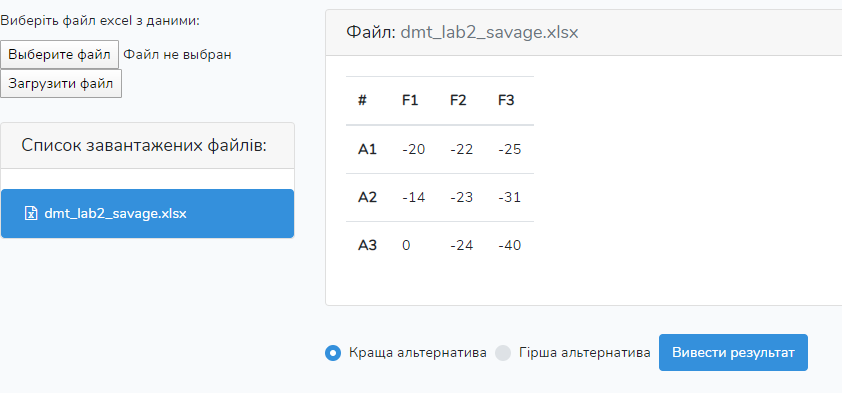 Виберіть файл excel з даними:
Выберите файл Файл не выбран
Загрузити файл
Список завантажених файлів:
dmt_lab2_savage.xlsx
Файл: dmt_lab2_savage.xlsx
# F1 F2 F3
A1 -20 -22 -25
A2 -14 -23 -31
A3 0 -24 -40
Краща альтернатива Гірша альтернатива Вивести результат